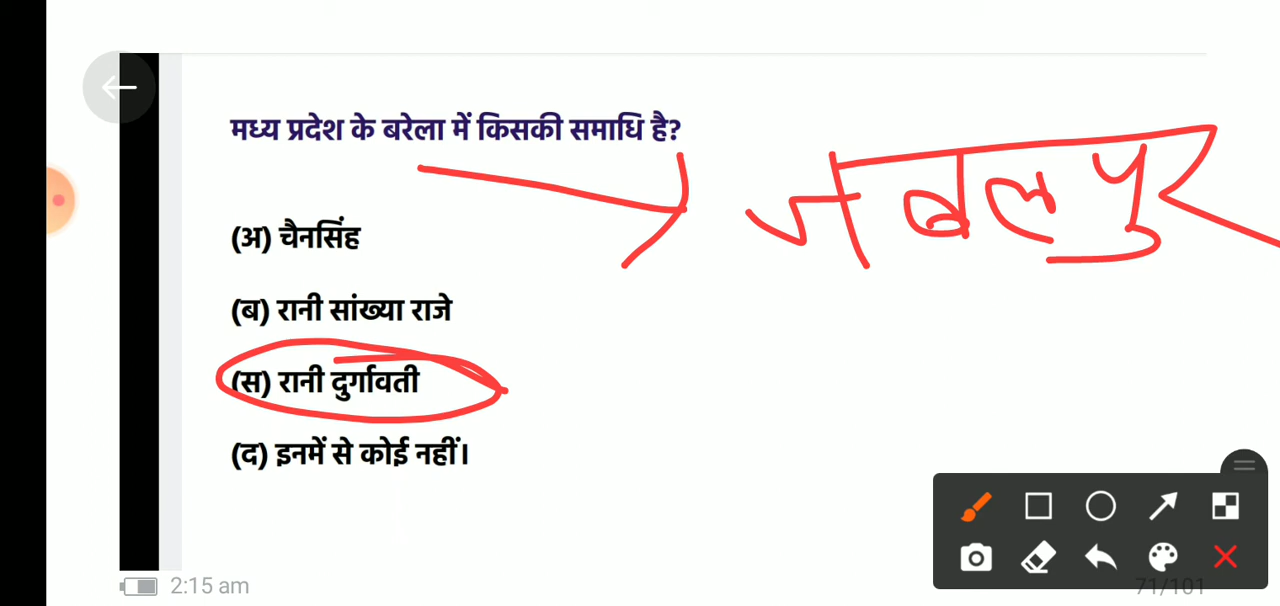 मध्य प्रदेश के बरेला में किसकी समाधि है?
जबलपुर
(अ) चैनसिंह
(ब) रानी सांख्या राजे
(स) रानी दुर्गावती
(द) इनमें से कोई नहीं।
2:15 am
71/101